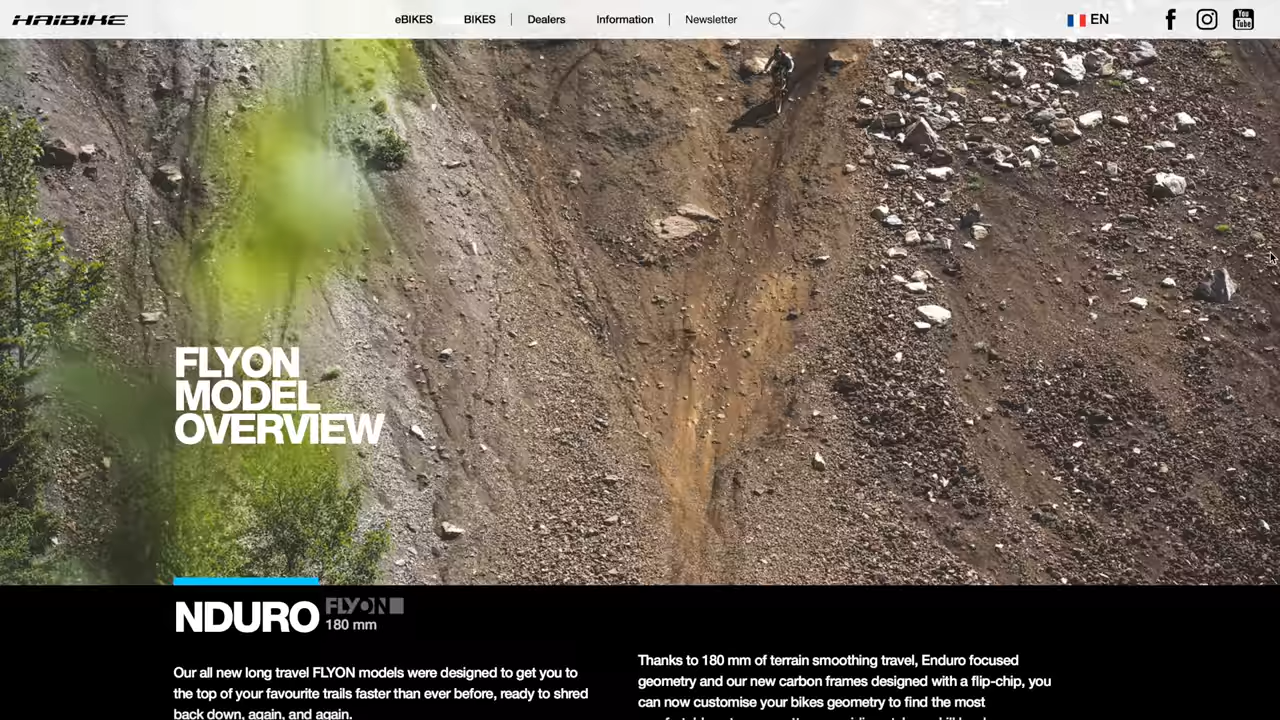 HAIBIKE
eBIKES BIKES Dealers Information Newsletter EN You Tube
FLYON
MODEL
OVERVIEW
NDURO FLYON
180 mm
Our all new long travel FLYON models were designed to get you to
the top of your favourite trails faster than ever before, ready to shred
back down, again, and again.
Thanks to 180 mm of terrain smoothing travel, Enduro focused
geometry and our new carbon frames designed with a flip-chip, you
can now customise your bikes geometry to find the most